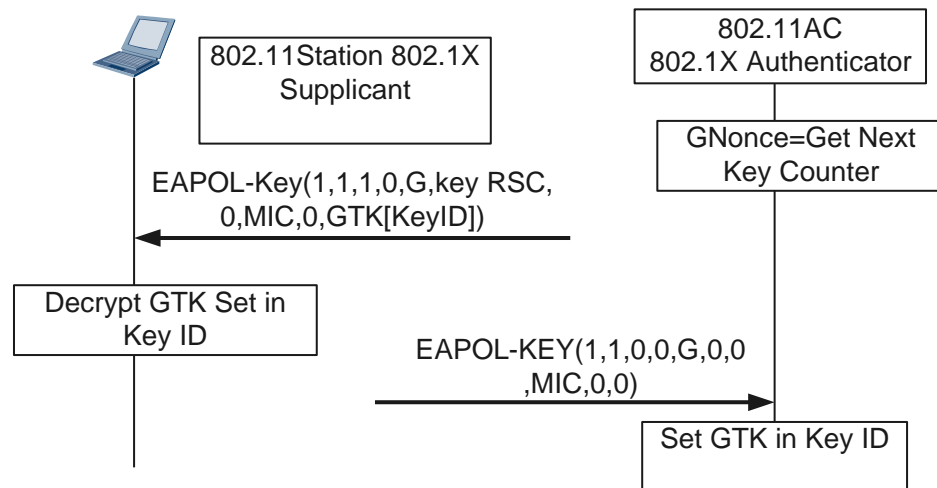 802.11Station 802.1X
Supplicant
802.11AC
802.1X Authenticator
GNonce=Get Next
Key Counter
EAPOL-Key(1,1,1,0,G,key RSC,
0,MIC,0,GTK[KeyID])
Decrypt GTK Set in
Key ID
EAPOL-KEY(1,1,0,0,G,0,0
,MIC,0,0)
Set GTK in Key ID